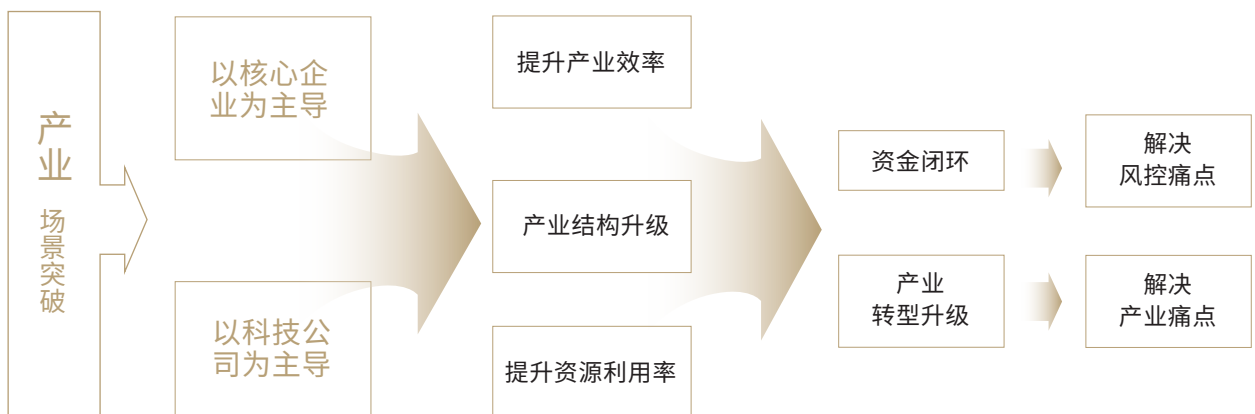 产业
场景突破
以核心企
业为主导
以科技公
司为主导
提升产业效率
产业结构升级
提升资源利用率
资金闭环
产业
转型升级
解决
风控痛点
解决
产业痛点